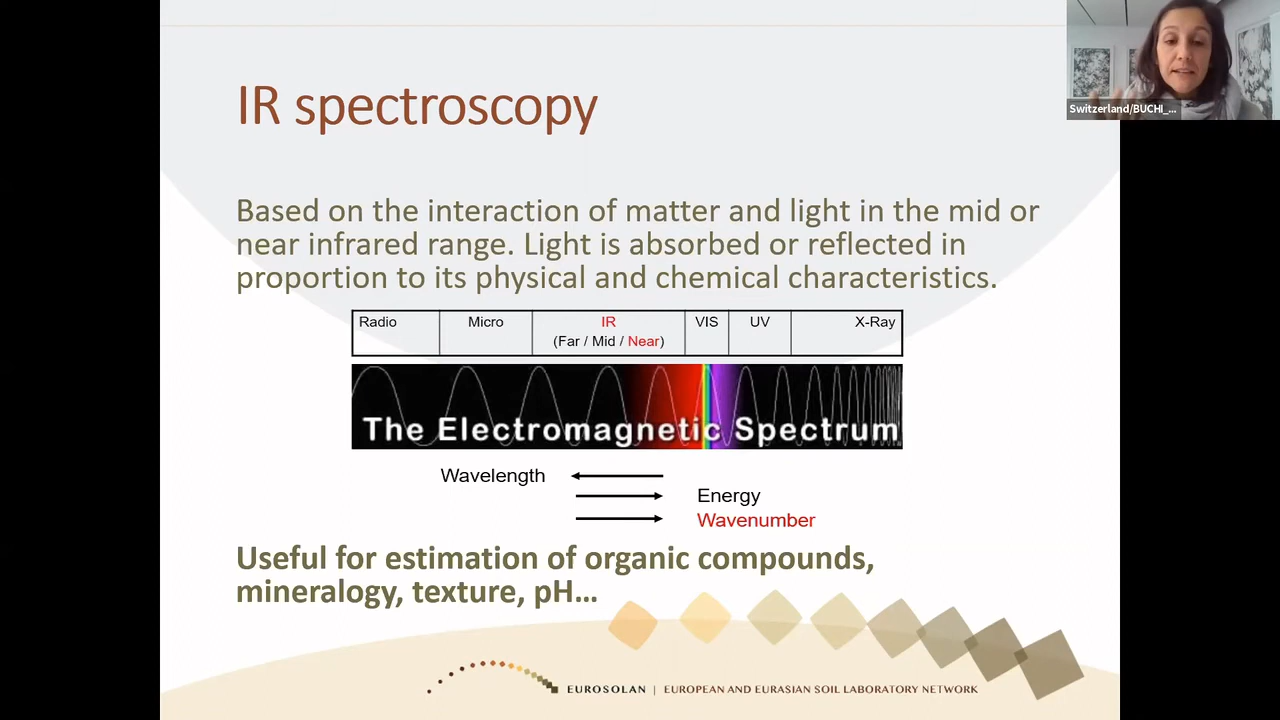 Switzerland/BUCHI_...
IR spectroscopy
Based on the interaction of matter and light in the mid or
near infrared range. Light is absorbed or reflected in
proportion to its physical and chemical characteristics.
Radio Micro IR VIS UV X-Ray
(Far / Mid / Near)
The Electromagnetic Spectrum
Wavelength
Energy
Wavenumber
Useful for estimation of organic compounds,
mineralogy, texture, pH...
EUROSOLAN | EUROPEAN AND EURASIAN SOIL LABORATORY NETWORK